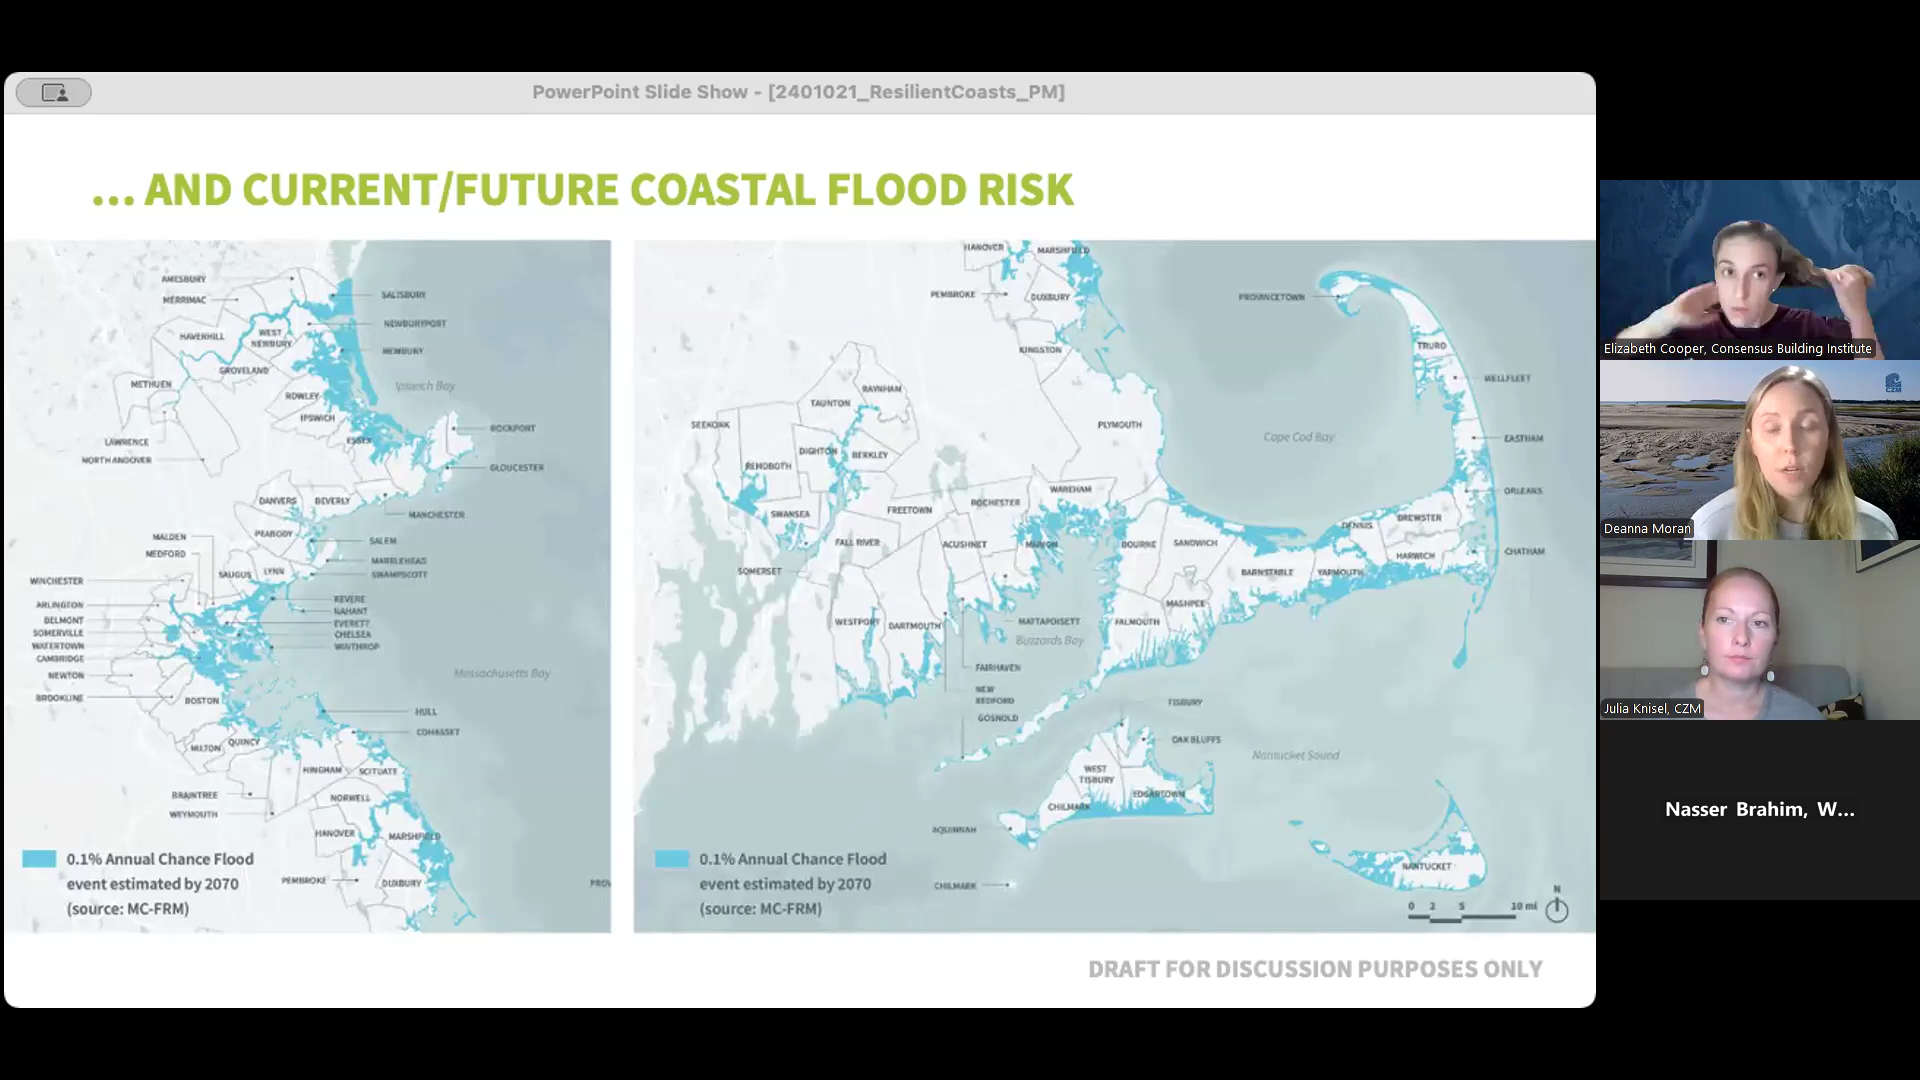 PowerPoint Slide Show - [2401021_ResilientCoasts_PM]
... AND CURRENT/FUTURE COASTAL FLOOD RISK
AMESBURY
SALISBURY
MERRIMAC
NEWBURYPORT
HAVERHILL
WEST
NEWBURY
NEWBURY
GROVELAND
METHUEN
Ipswich Bay
ROWLEY
IPSWICH
ROCKPORT
LAWRENCE
ESSEX
NORTH ANDOVER
GLOUCESTER
DANVERS
BEVERLY
MANCHESTER
PEABODY
MALDEN
SALEM
MEDFORD
MARBLEHEAD
WINCHESTER
SAUGUS
LYNN
SWAMPSCOTT
REVERE
ARLINGTON
NAHANT
BELMONT
EVERETT
SOMERVILLE
CHELSEA
WATERTOWN
WINTHROP
CAMBRIDGE
NEWTON
Massachusetts Bay
BROOKLINE
BOSTON
HULL
COHASSET
MILTON
QUINCY
HINGHAM
SCITUATE
BRAINTREE
NORWELL
WEYMOUTH
HANOVER
MARSHFIELD
PEMBROKE
DUXBURY
PROV
0.1% Annual Chance Flood
event estimated by 2070
(source: MC-FRM)
HANOVER
MARSHFIELD
PEMBROKE
DUXBURY
PROVINCETOWN
KINGSTON
TRURO
WELLFLEET
RAYNHAM
TAUNTON
SEEKONK
PLYMOUTH
Cape Cod Bay
EASTHAM
DIGHTON
BERKLEY
REHOBOTH
WAREHAM
ORLEANS
ROCHESTER
SWANSEA
FREETOWN
BREWSTER
DENNIS
FALL RIVER
ACUSHNET
MARION
BOURNE
SANDWICH
HARWICH
CHATHAM
SOMERSET
BARNSTABLE
YARMOUTH
MASHPEE
WESTPORT
DARTMOUTH
MATTAPOISETT
FALMOUTH
Buzzards Bay
FAIRHAVEN
NEW
BEDFORD
TISBURY
GOSNOLD
OAK BLUFFS
Nantucket Sound
WEST
TISBURY
EDGARTOWN
CHILMARK
AQUINNAH
NANTUCKET
CHILMARK
0.1% Annual Chance Flood
event estimated by 2070
(source: MC-FRM)
N
0 2 5 10 mi
DRAFT FOR DISCUSSION PURPOSES ONLY
Elizabeth Cooper, Consensus Building Institute
CZM
Deanna Moran
Julia Knisel, CZM
Nasser Brahim, W...